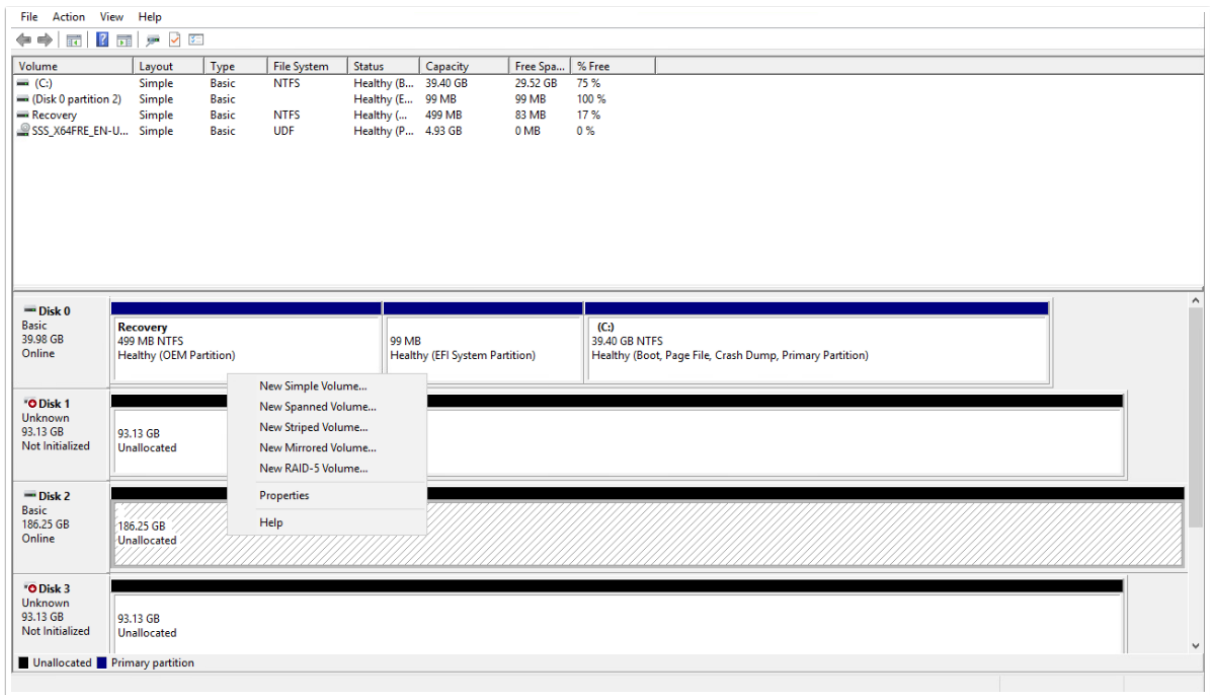 File Action View Help
Volume Layout Type File System Status Capacity Free Spa... % Free
(C:) Simple Basic NTFS Healthy (B... 39.40 GB 29.52 GB 75 %
(Disk 0 partition 2) Simple Basic Healthy (E... 99 MB 99 MB 100 %
Recovery Simple Basic NTFS Healthy (... 499 MB 83 MB 17 %
SSS_X64FRE_EN-U... Simple Basic UDF Healthy (P... 4.93 GB 0 MB 0 %
Disk 0
Basic
39.98 GB
Online
Recovery
499 MB NTFS
Healthy (OEM Partition)
99 MB
Healthy (EFI System Partition)
(C:)
39.40 GB NTFS
Healthy (Boot, Page File, Crash Dump, Primary Partition)
New Simple Volume...
New Spanned Volume...
New Striped Volume...
New Mirrored Volume...
New RAID-5 Volume...
Properties
Help
Disk 1
Unknown
93.13 GB
Not Initialized
93.13 GB
Unallocated
Disk 2
Basic
186.25 GB
Online
186.25 GB
Unallocated
Disk 3
Unknown
93.13 GB
Not Initialized
93.13 GB
Unallocated
Unallocated Primary partition